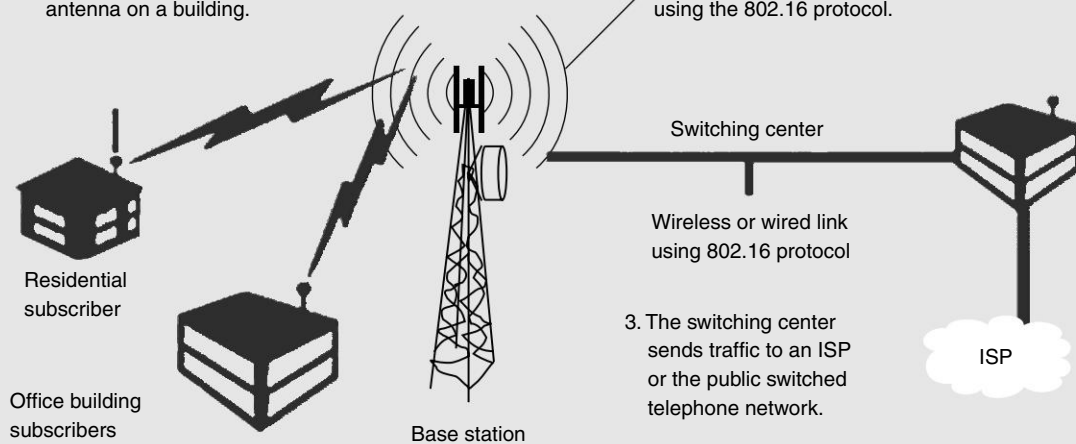 antenna on a building.
using the 802.16 protocol.
Switching center
Wireless or wired link
using 802.16 protocol
Residential
subscriber
3. The switching center
sends traffic to an ISP
or the public switched
telephone network.
ISP
Office building
subscribers
Base station